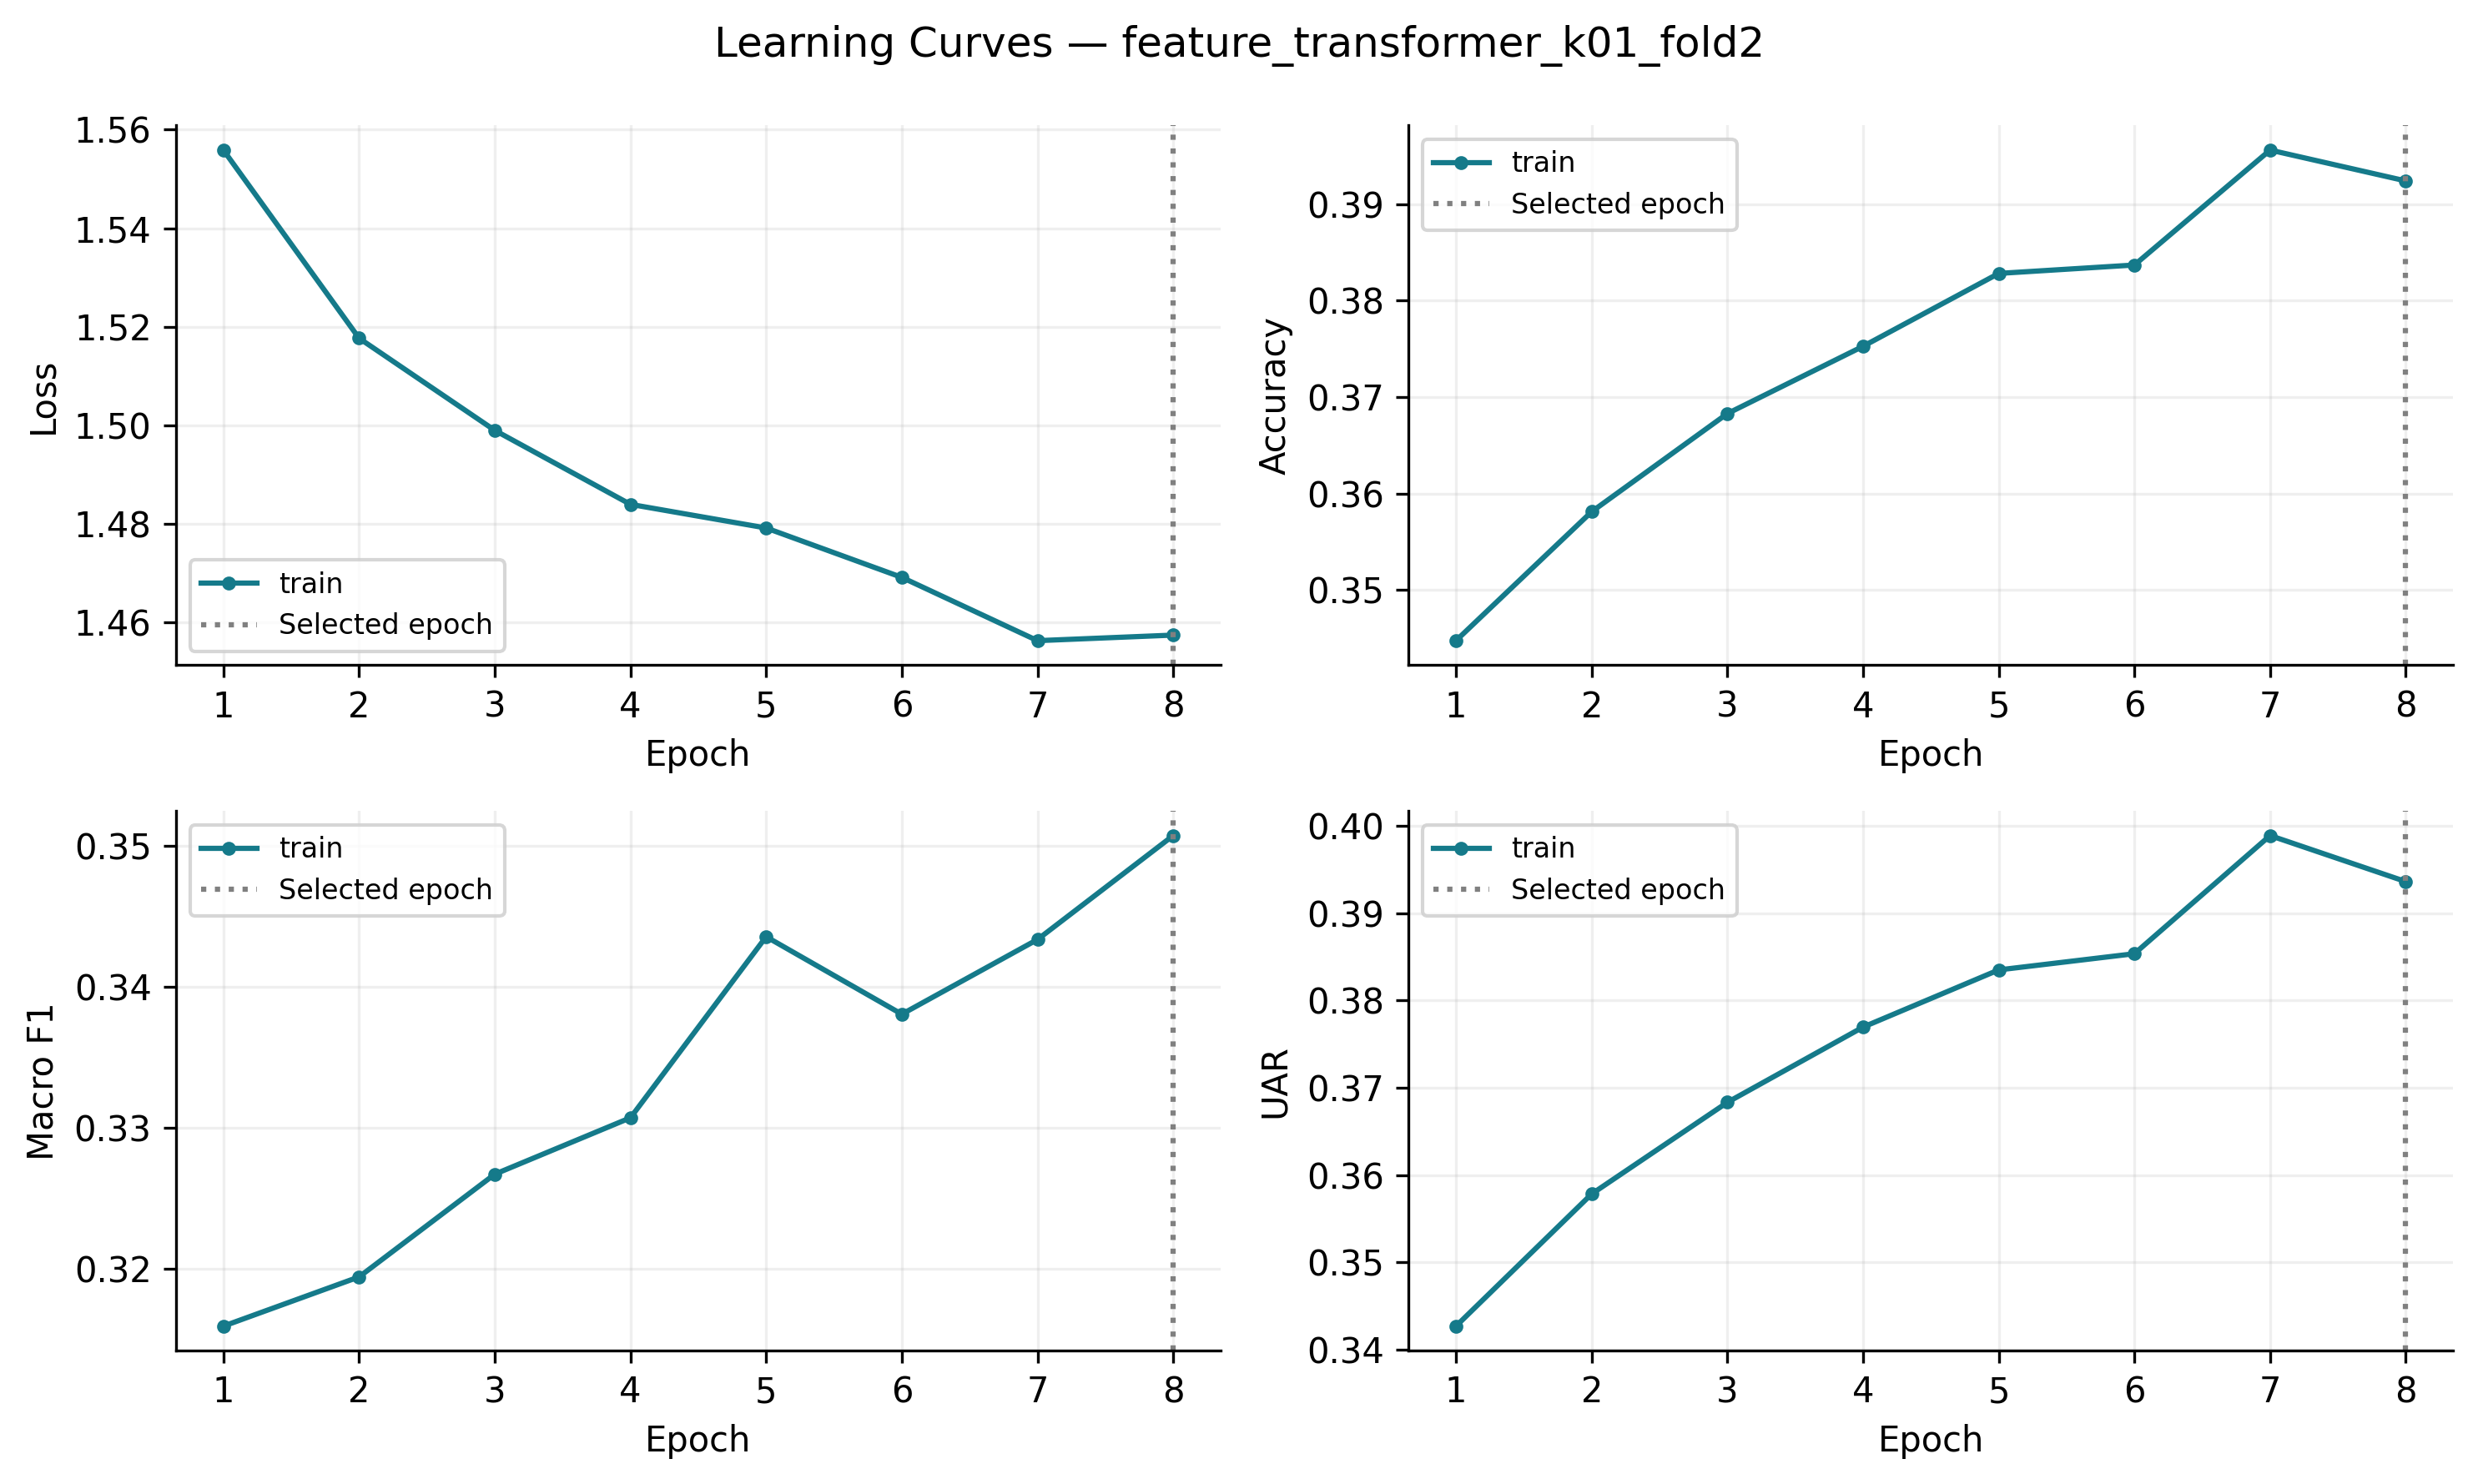 Learning Curves — feature_transformer_k01_fold2
1.56
1.54
1.52
1.50
1.48
1.46
Loss
train
Selected epoch
1 2 3 4 5 6 7 8
Epoch
0.39
0.38
0.37
0.36
0.35
Accuracy
train
Selected epoch
1 2 3 4 5 6 7 8
Epoch
0.35
0.34
0.33
0.32
Macro F1
train
Selected epoch
1 2 3 4 5 6 7 8
Epoch
0.40
0.39
0.38
0.37
0.36
0.35
0.34
UAR
train
Selected epoch
1 2 3 4 5 6 7 8
Epoch